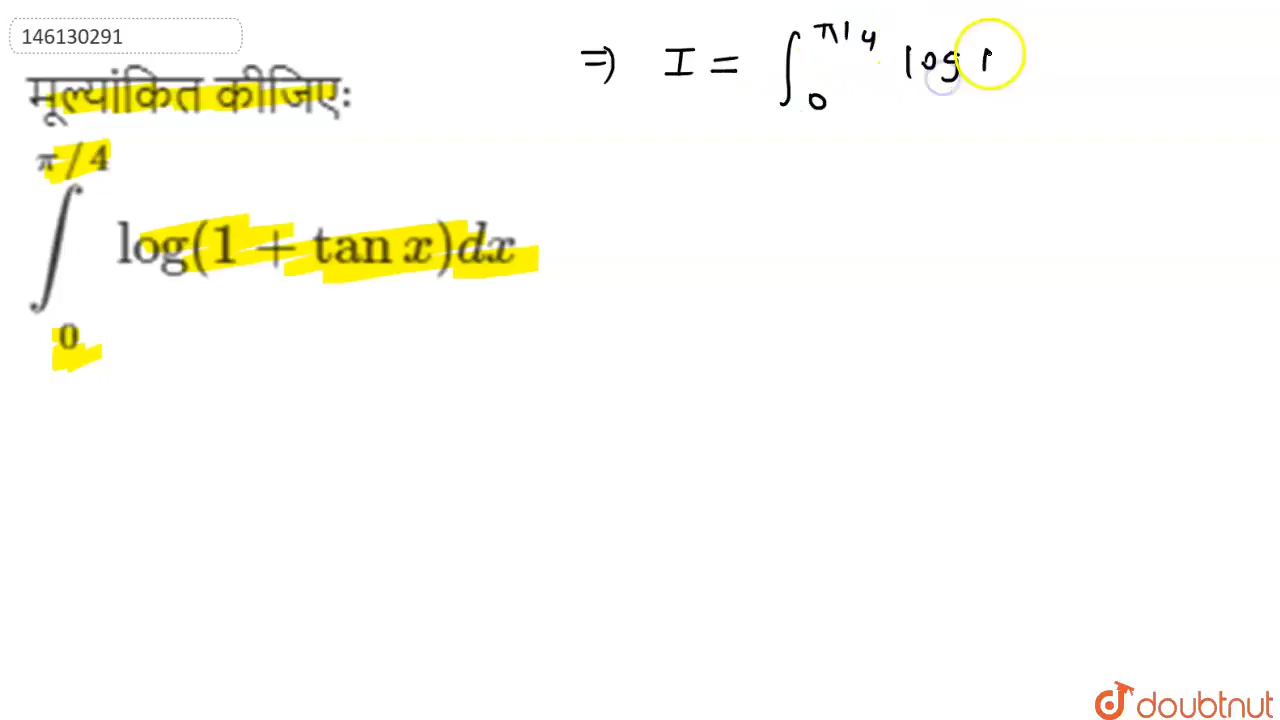 146130291
मूल्यांकित कीजिए:
π/4
∫ log(1 + tan x)dx
0
⇒ I = ∫₀^π/4 log 1
doubtnut